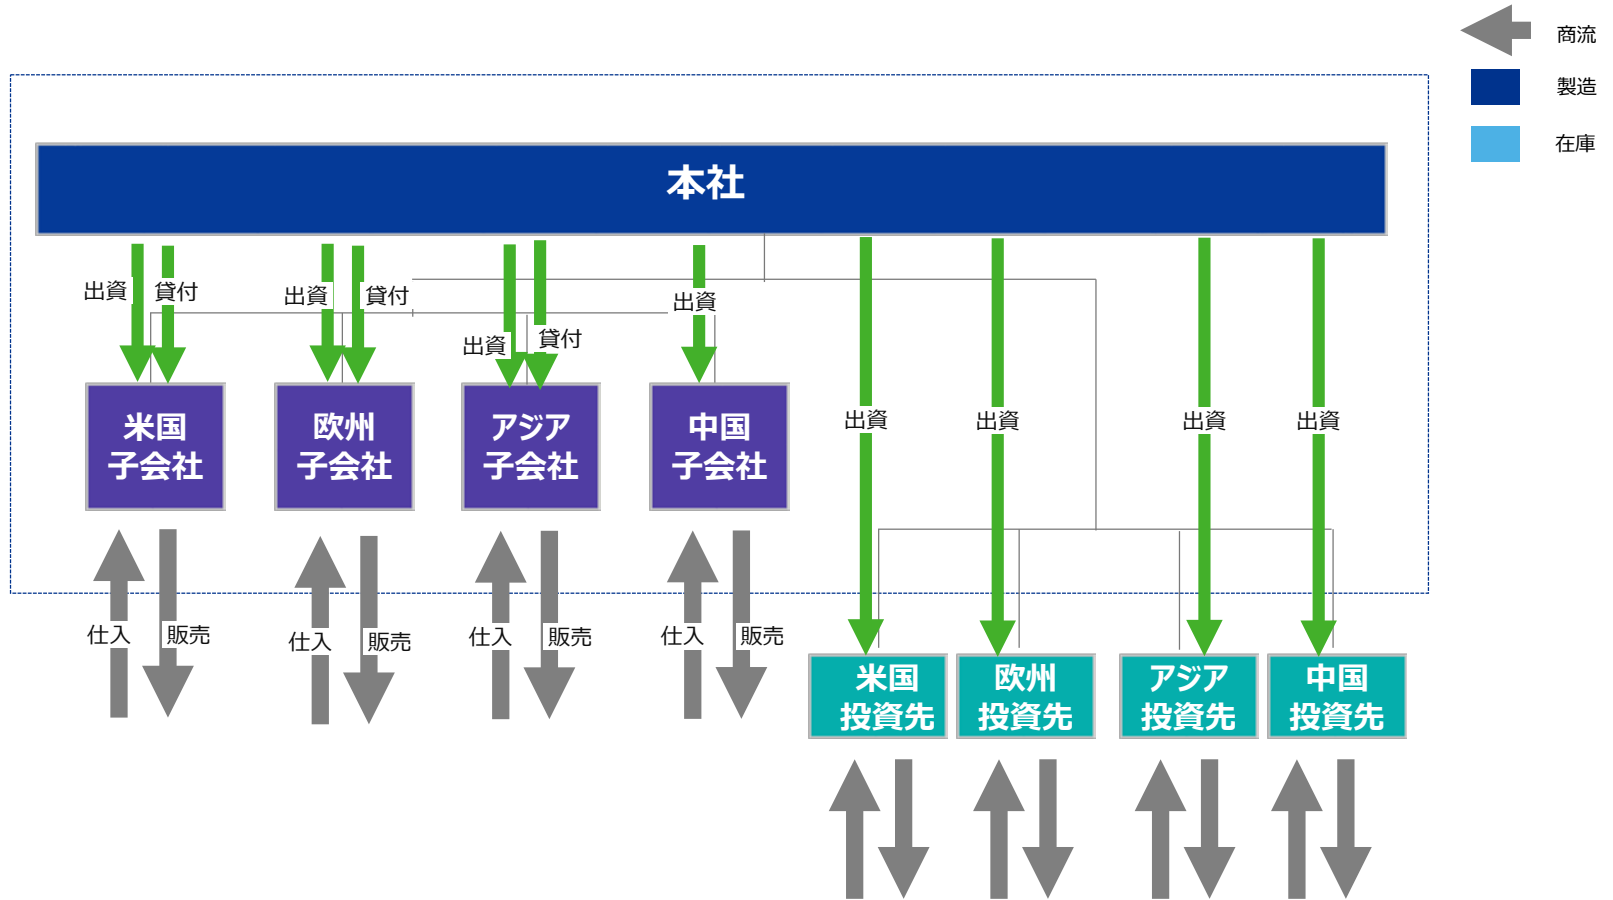 商流
製造
在庫
本社
出資
貸付
出資
貸付
出資
貸付
出資
米国
子会社
欧州
子会社
アジア
子会社
中国
子会社
出資
出資
出資
出資
仕入
販売
仕入
販売
仕入
販売
仕入
販売
米国
投資先
欧州
投資先
アジア
投資先
中国
投資先